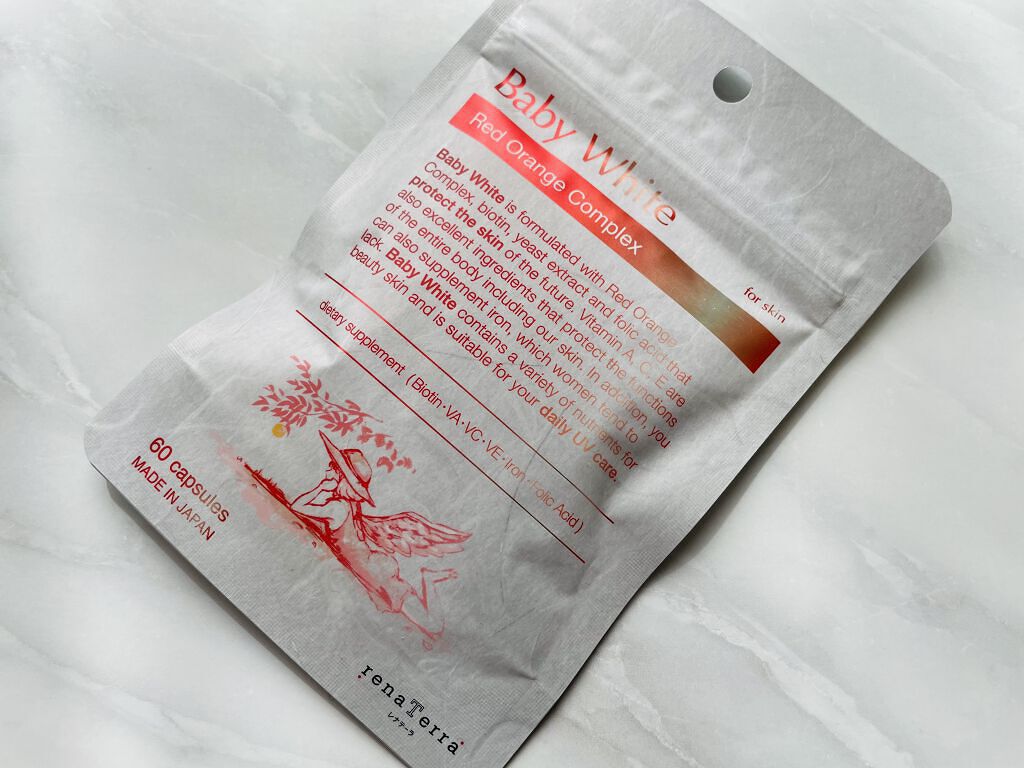 Baby White
Red Orange Complex
for skin
Baby White is formulated with Red Orange
Complex, biotin, yeast extract and folic acid that
protect the skin of the future. Vitamin A, C, E are
also excellent ingredients that protect the functions
of the entire body including our skin. In addition, you
can also supplement iron, which women tend to
lack. Baby White contains a variety of nutrients for
beauty skin and is suitable for your daily UV care.
dietary supplement (Biotin・VA・VC・VE・Iron・Folic Acid)
60 capsules
MADE IN JAPAN
renaTerra
レナテーラ